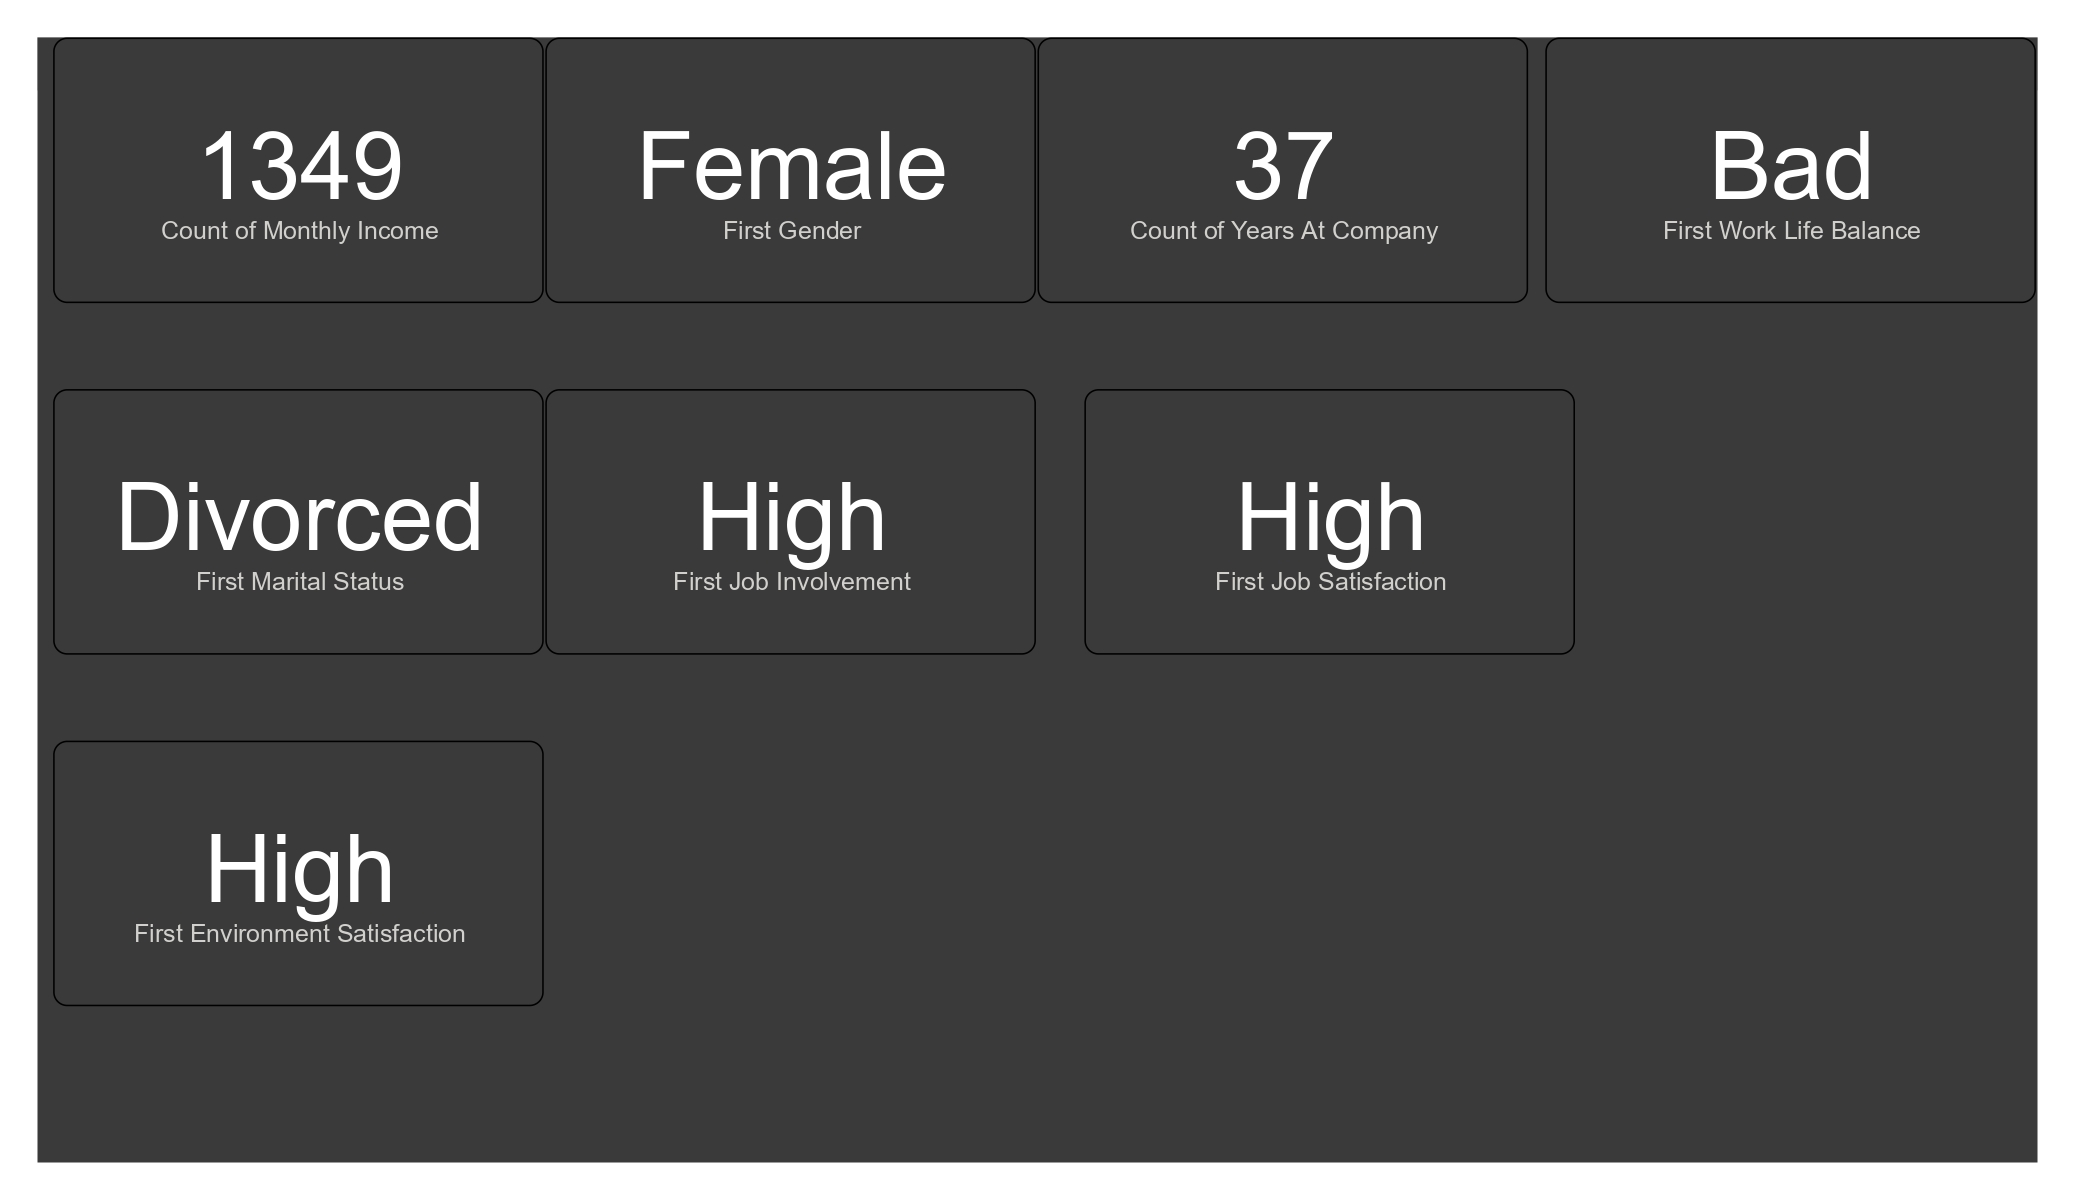 1349
Count of Monthly Income
Female
First Gender
37
Count of Years At Company
Bad
First Work Life Balance
Divorced
First Marital Status
High
First Job Involvement
High
First Job Satisfaction
High
First Environment Satisfaction